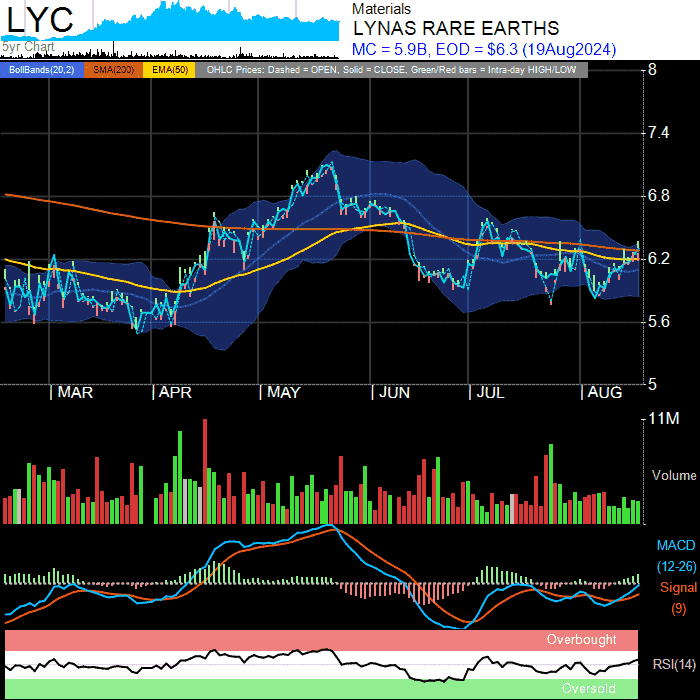 LYC
5yr Chart
Materials
LYNAS RARE EARTHS
MC = 5.9B, EOD = $6.3 (19Aug2024)
BollBands(20,2) SMA(200) EMA(50) OHLC Prices: Dashed = OPEN, Solid = CLOSE, Green/Red bars = Intra-day HIGH/LOW
8
7.4
6.8
6.2
5.6
5
MAR APR MAY JUN JUL AUG
11M
Volume
MACD
(12-26)
Signal
(9)
Overbought
RSI(14)
Oversold